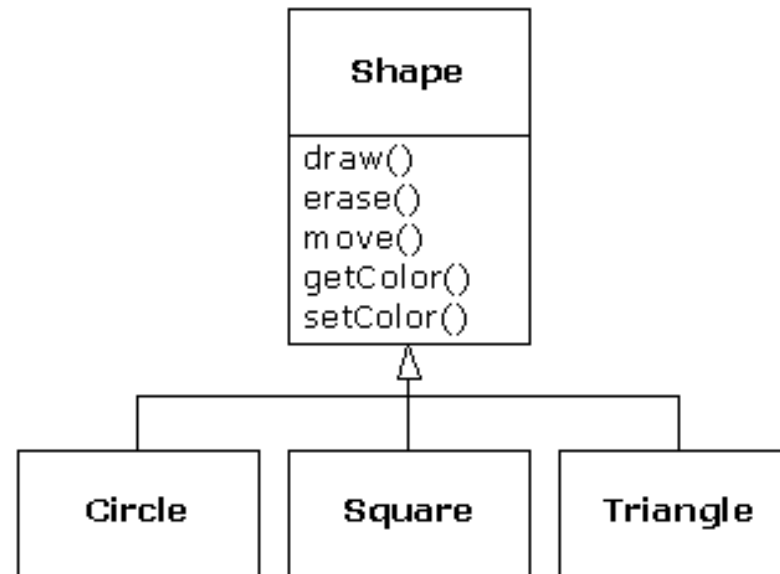 Shape
draw()
erase()
move()
getColor()
setColor()
Circle
Square
Triangle